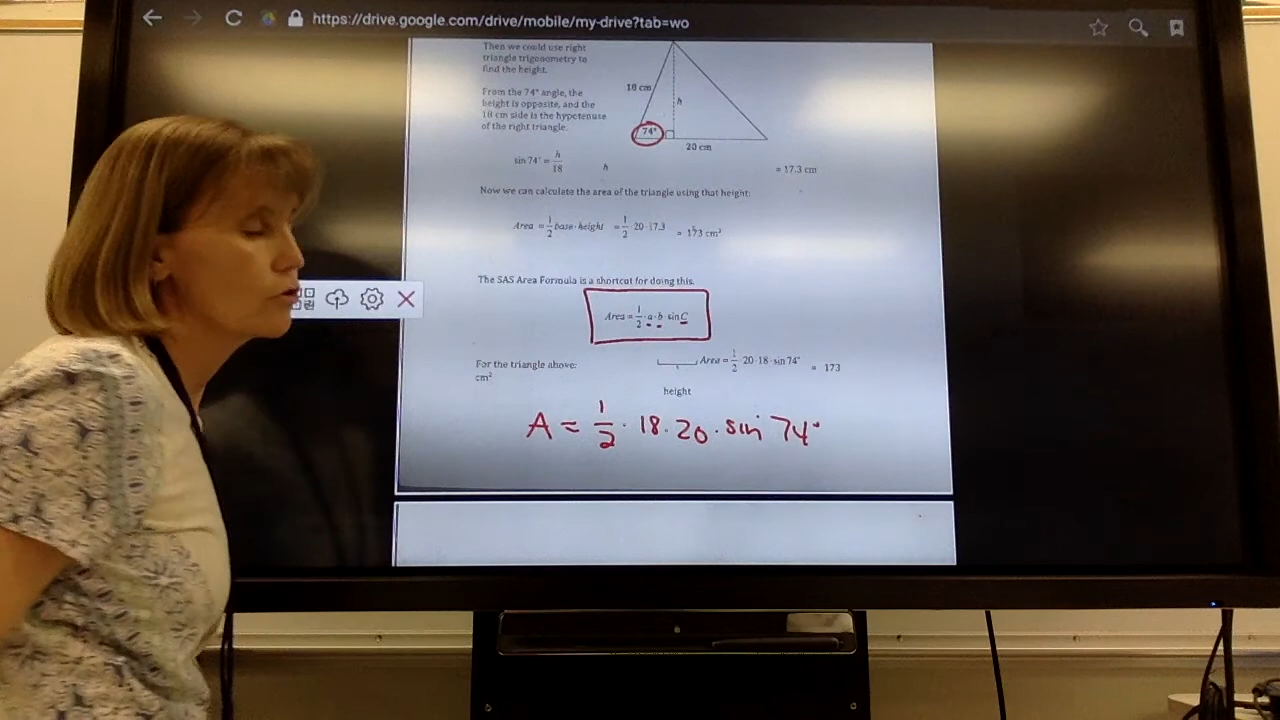 https://drive.google.com/drive/mobile/my-drive?tab=wo
Then we could use right
triangle trigonometry to
find the height.
From the 74° angle, the
height is opposite, and the
18 cm side is the hypotenuse
of the right triangle.
18 cm
h
74°
20 cm
sin 74° = h/18 h = 17.3 cm
Now we can calculate the area of the triangle using that height:
Area = 1/2 base · height = 1/2 · 20 · 17.3 = 173 cm²
The SAS Area Formula is a shortcut for doing this.
Area = 1/2 · a · b · sin C
For the triangle above: Area = 1/2 · 20 · 18 · sin 74° = 173
cm²
height
A = 1/2 · 18 · 20 · sin 74°